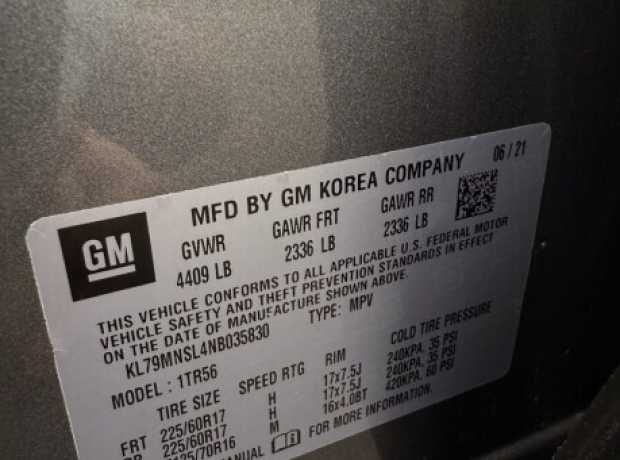 GM
MFD BY GM KOREA COMPANY 06/21
GVWR GAWR FRT GAWR RR
4409 LB 2336 LB 2336 LB
THIS VEHICLE CONFORMS TO ALL APPLICABLE U.S. FEDERAL MOTOR
VEHICLE SAFETY AND THEFT PREVENTION STANDARDS IN EFFECT
ON THE DATE OF MANUFACTURE SHOWN ABOVE.
KL79MNSL4NB035830 TYPE: MPV
MODEL: 1TR56
TIRE SIZE SPEED RTG RIM COLD TIRE PRESSURE
FRT 225/60R17 H 17x7.5J 240KPA, 35 PSI
225/60R17 H 17x7.5J 240KPA, 35 PSI
125/70R16 M 16x4.0BT 420KPA, 60 PSI
MANUAL FOR MORE INFORMATION.